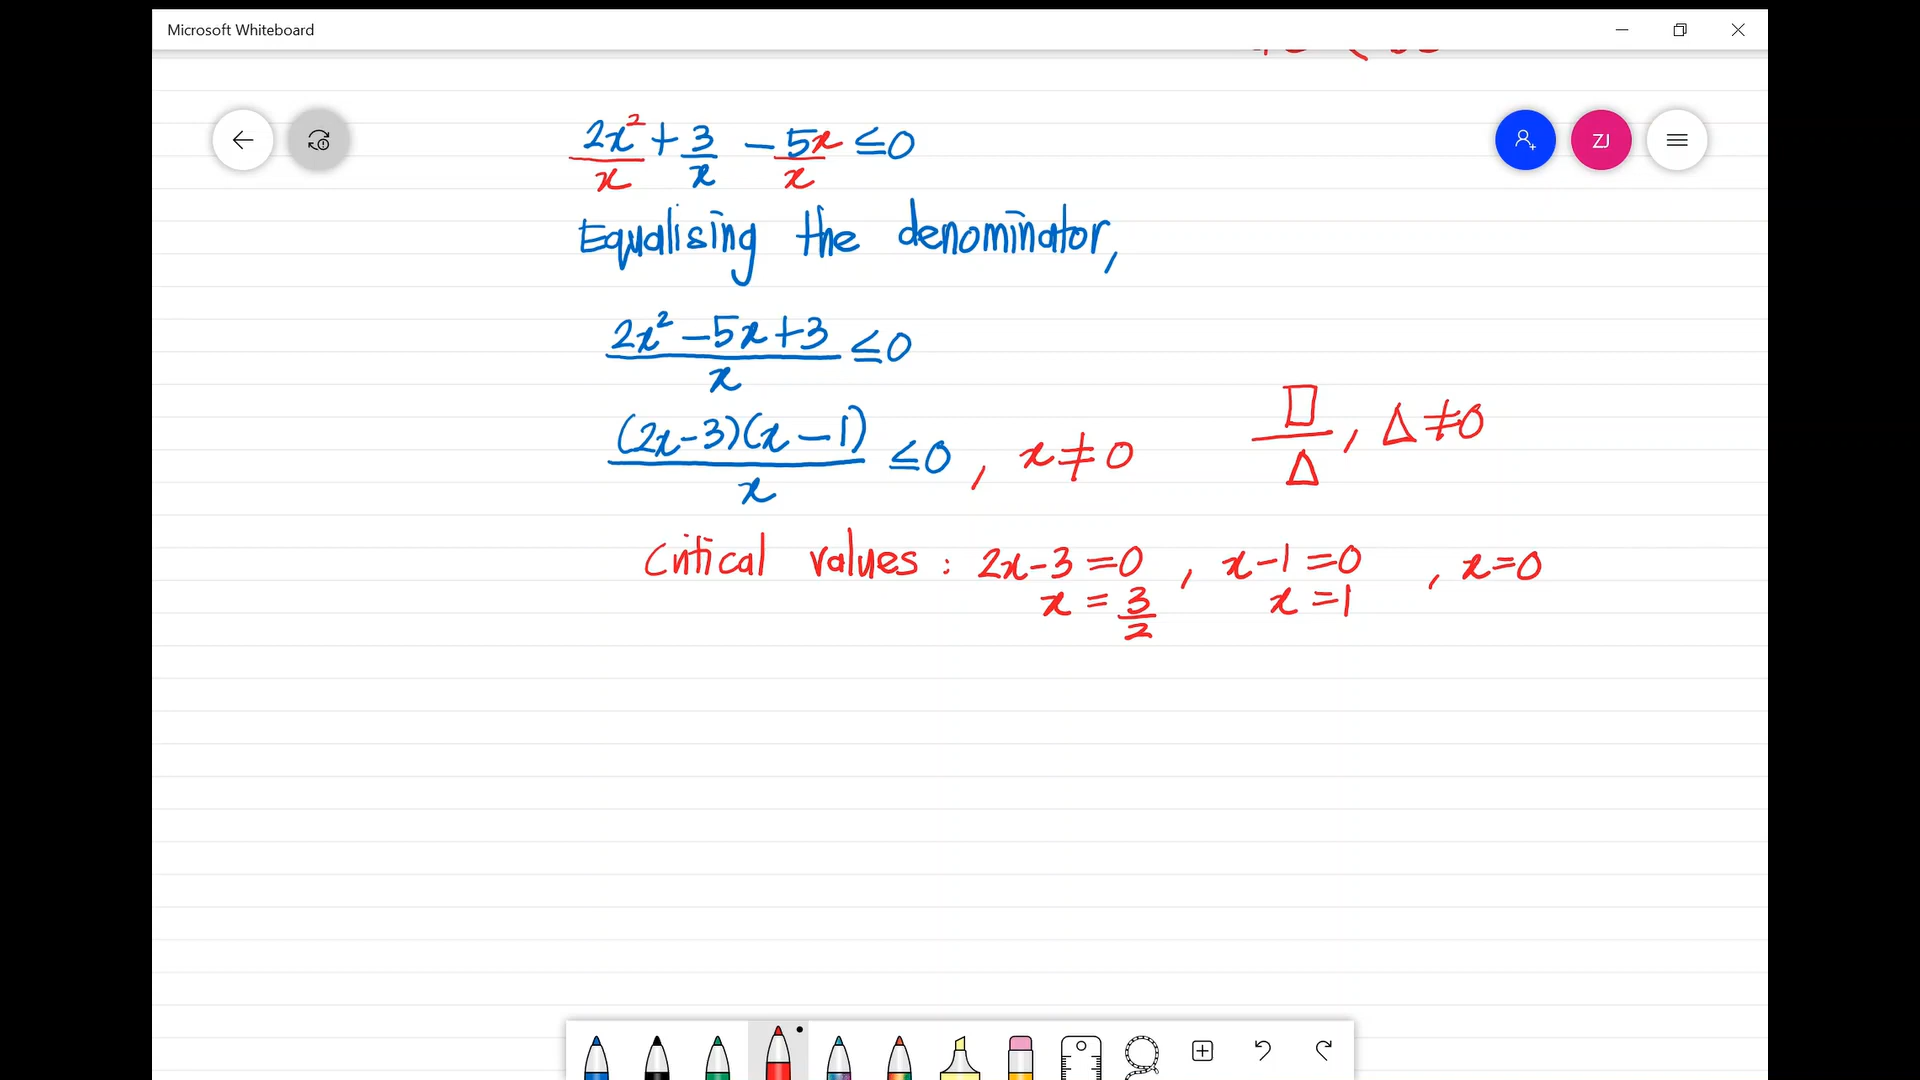 Microsoft Whiteboard
2x²/x + 3/x - 5x/x ≤ 0
ZJ
Equalising the denominator,
(2x² - 5x + 3)/x ≤ 0
(2x-3)(x-1)/x ≤ 0, x ≠ 0
□/Δ, Δ ≠ 0
Critical values: 2x-3=0, x-1=0, x=0
x = 3/2 x = 1